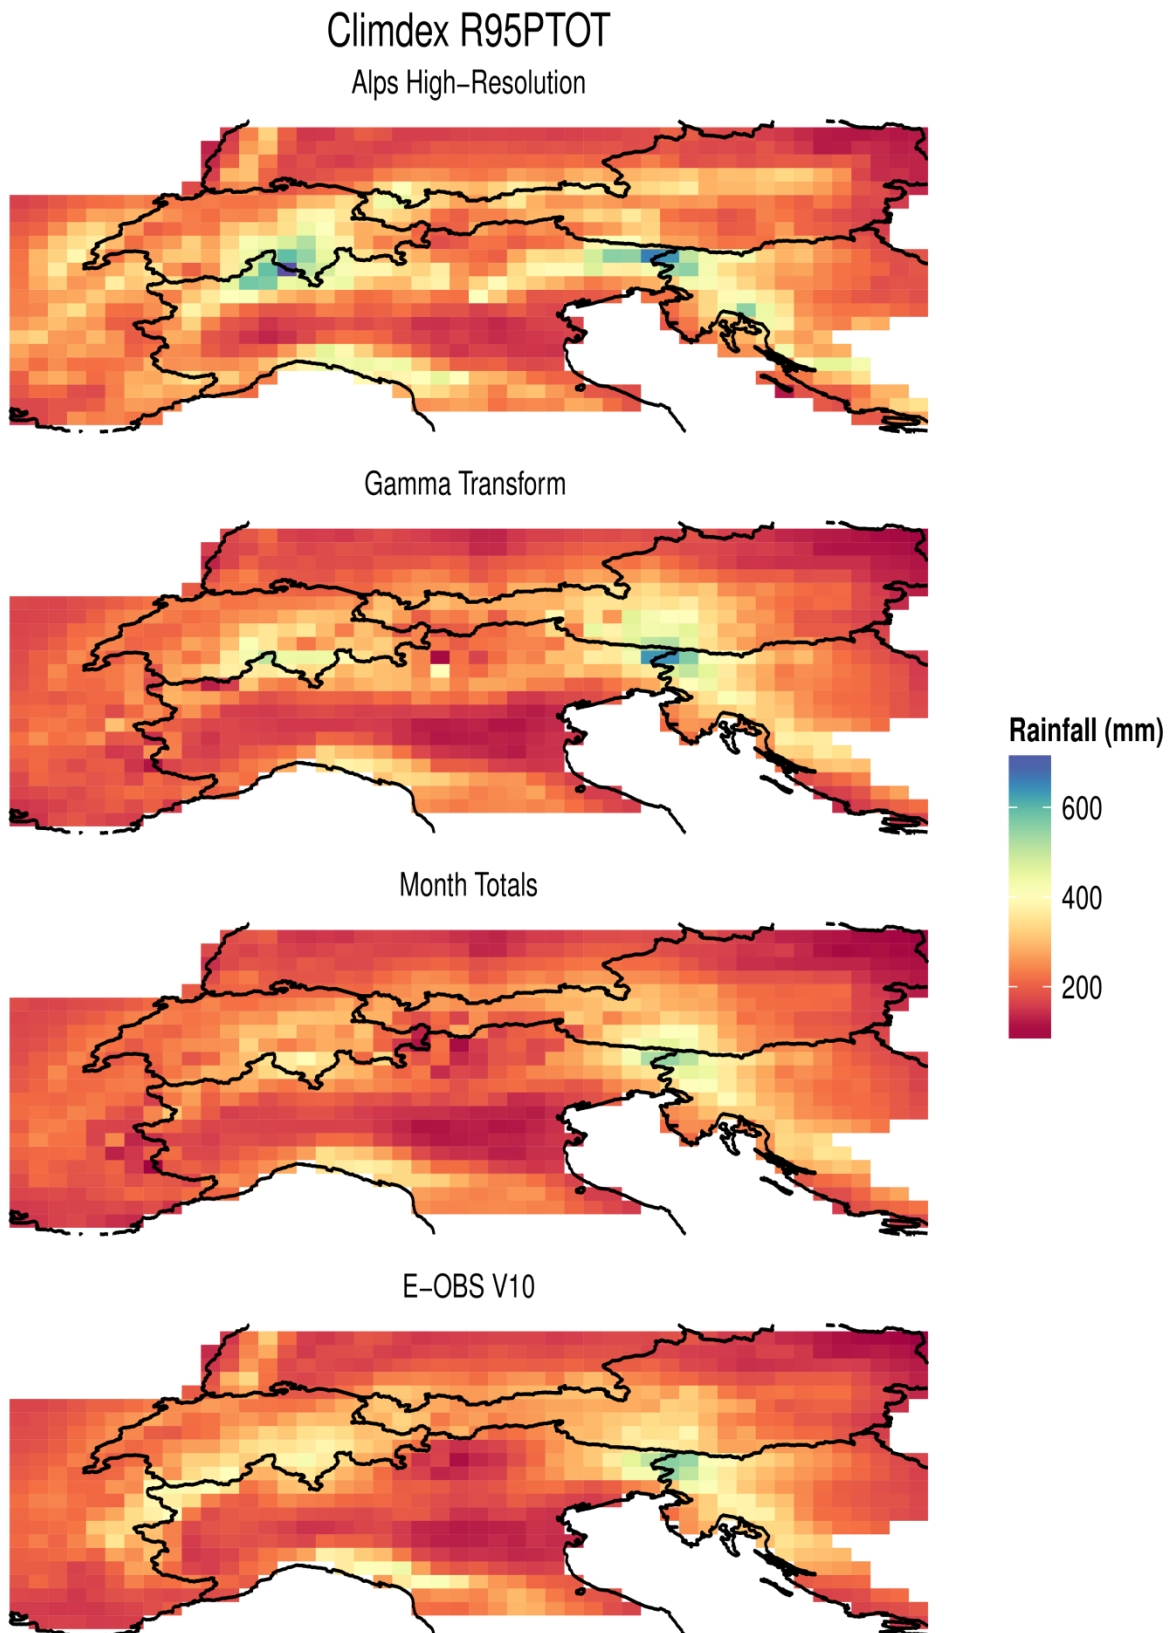 Climdex R95PTOT
Alps High−Resolution
Gamma Transform
Rainfall (mm)
600
400
200
Month Totals
E−OBS V10